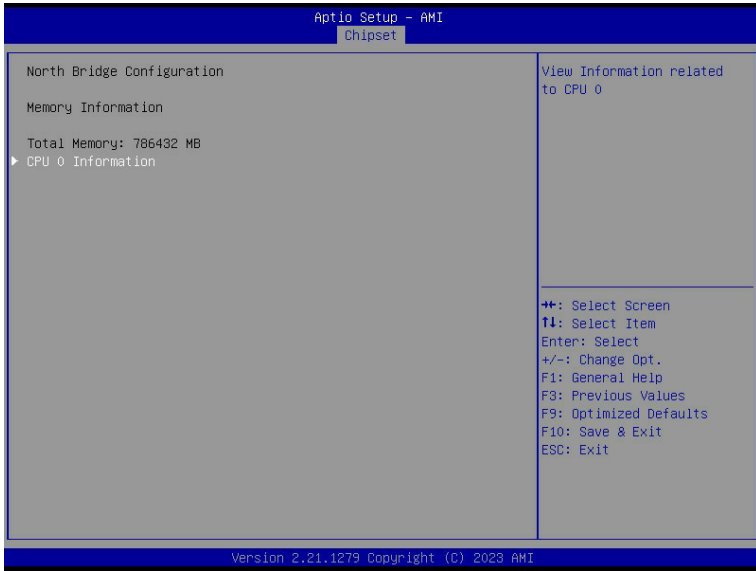 Aptio Setup – AMI
Chipset
North Bridge Configuration
Memory Information
Total Memory: 786432 MB
CPU 0 Information
View Information related
to CPU 0
→←: Select Screen
↑↓: Select Item
Enter: Select
+/-: Change Opt.
F1: General Help
F3: Previous Values
F9: Optimized Defaults
F10: Save & Exit
ESC: Exit
Version 2.21.1279 Copyright (C) 2023 AMI